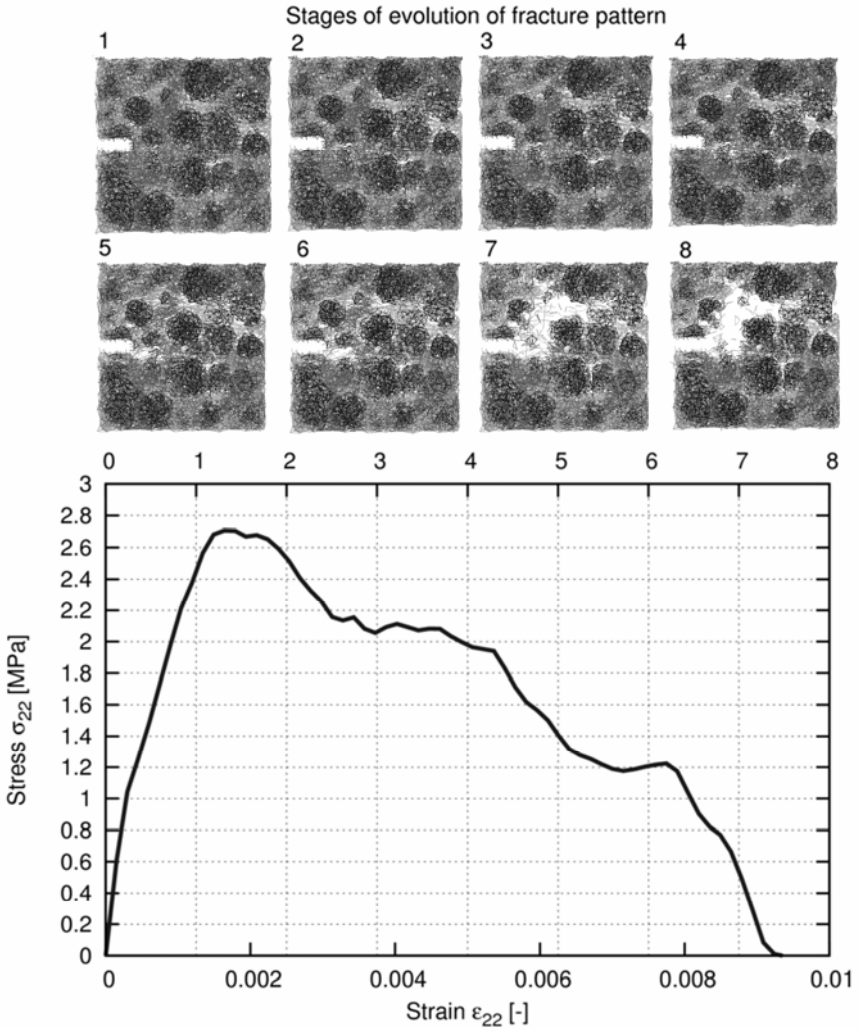 Stages of evolution of fracture pattern
1 2 3 4
5 6 7 8
0 1 2 3 4 5 6 7 8
3
2.8
2.6
2.4
2.2
2
1.8
1.6
1.4
1.2
1
0.8
0.6
0.4
0.2
0
Stress σ22 [MPa]
0 0.002 0.004 0.006 0.008 0.01
Strain ε22 [-]